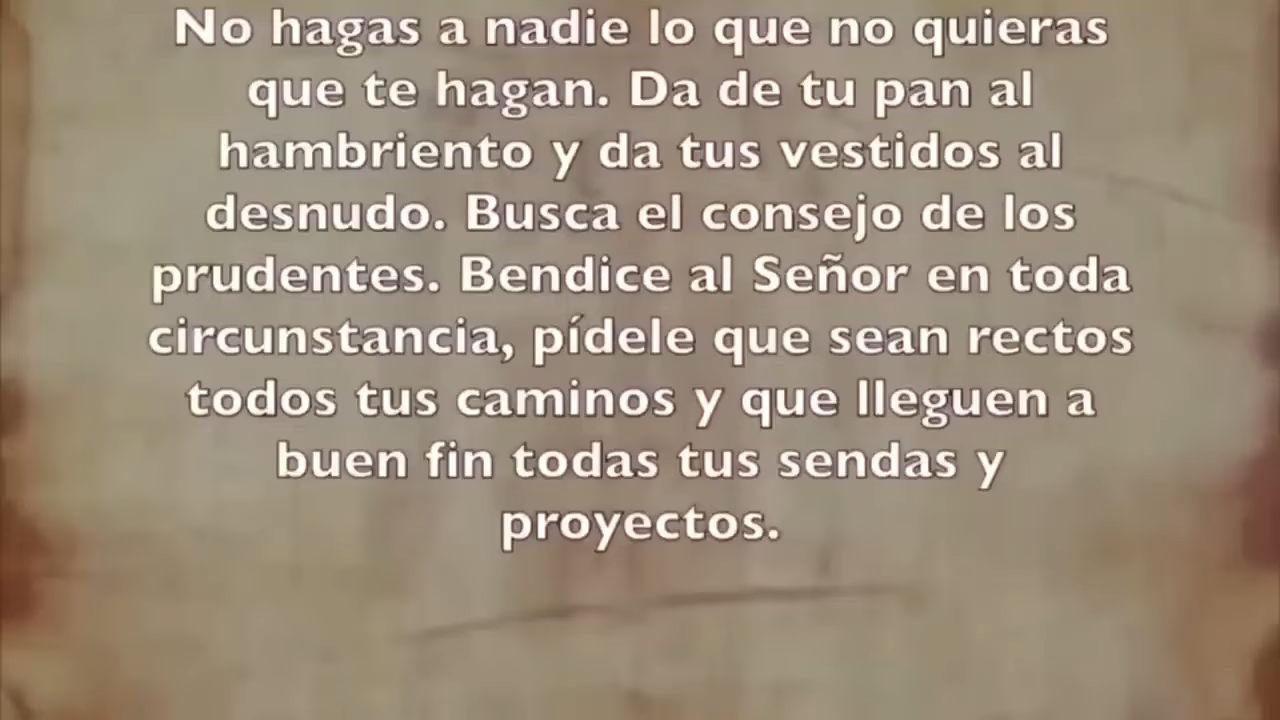 No hagas a nadie lo que no quieras
que te hagan. Da de tu pan al
hambriento y da tus vestidos al
desnudo. Busca el consejo de los
prudentes. Bendice al Señor en toda
circunstancia, pídele que sean rectos
todos tus caminos y que lleguen a
buen fin todas tus sendas y
proyectos.